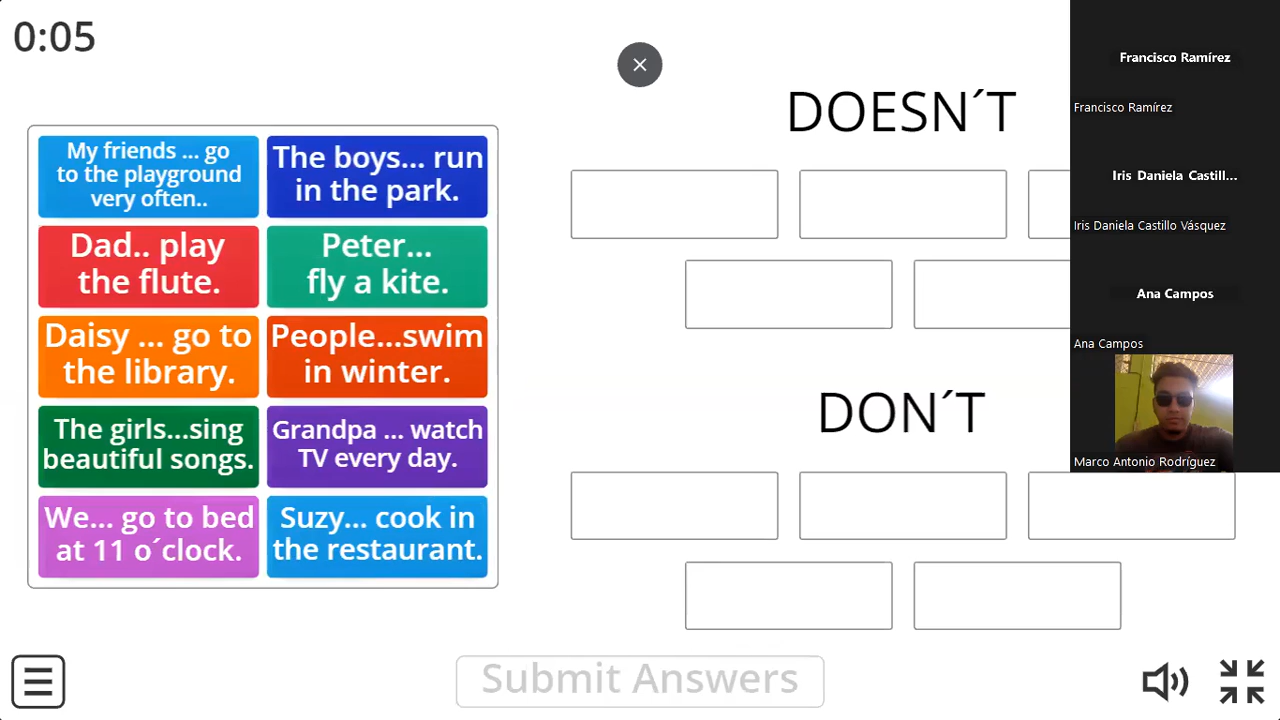 0:05
My friends ... go
to the playground
very often..
The boys... run
in the park.
Dad.. play
the flute.
Peter...
fly a kite.
Daisy ... go to
the library.
People...swim
in winter.
The girls...sing
beautiful songs.
Grandpa ... watch
TV every day.
We... go to bed
at 11 o´clock.
Suzy... cook in
the restaurant.
DOESN´T
DON´T
Submit Answers
Francisco Ramírez
Francisco Ramírez
Iris Daniela Castill...
Iris Daniela Castillo Vásquez
Ana Campos
Ana Campos
Marco Antonio Rodríguez